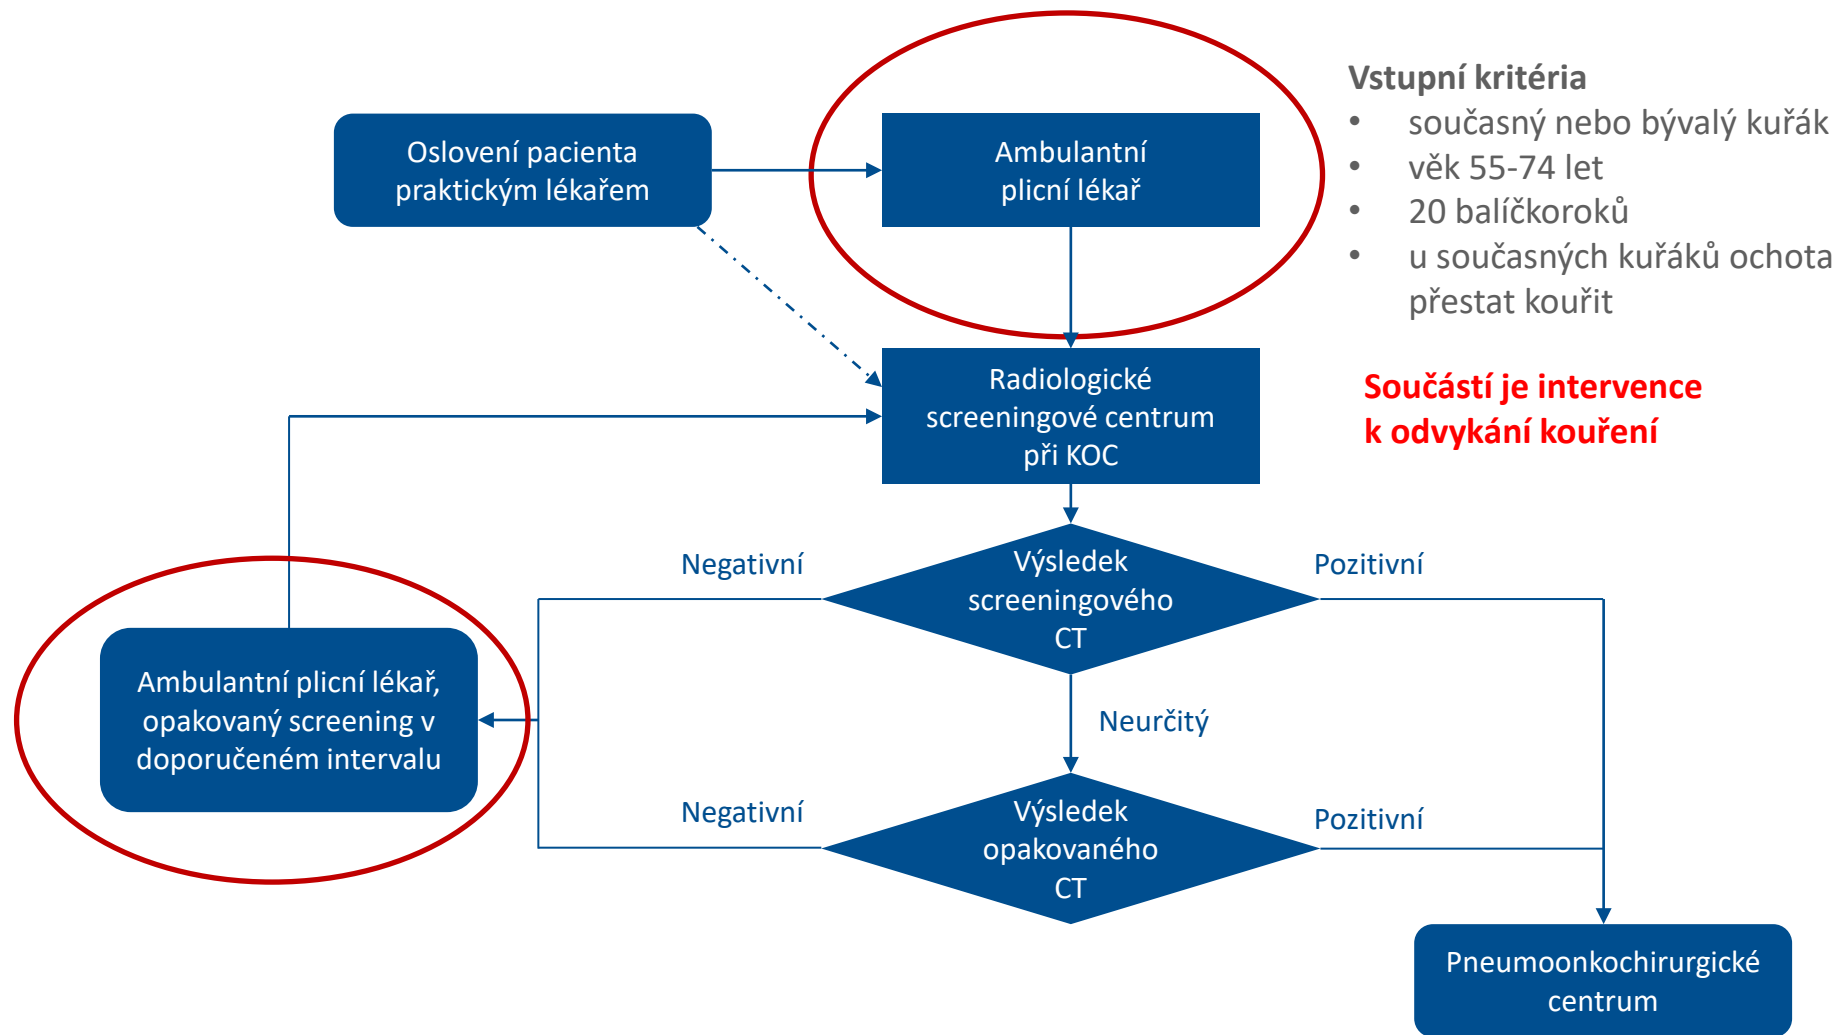 Oslovení pacienta
praktickým lékařem
Ambulantní
plicní lékař
Vstupní kritéria
• současný nebo bývalý kuřák
• věk 55-74 let
• 20 balíčkoroků
• u současných kuřáků ochota
přestat kouřit
Součástí je intervence
k odvykání kouření
Radiologické
screeningové centrum
při KOC
Negativní
Výsledek
screeningového
CT
Pozitivní
Ambulantní plicní lékař,
opakovaný screening v
doporučeném intervalu
Neurčitý
Negativní
Výsledek
opakovaného
CT
Pozitivní
Pneumoonkochirurgické
centrum